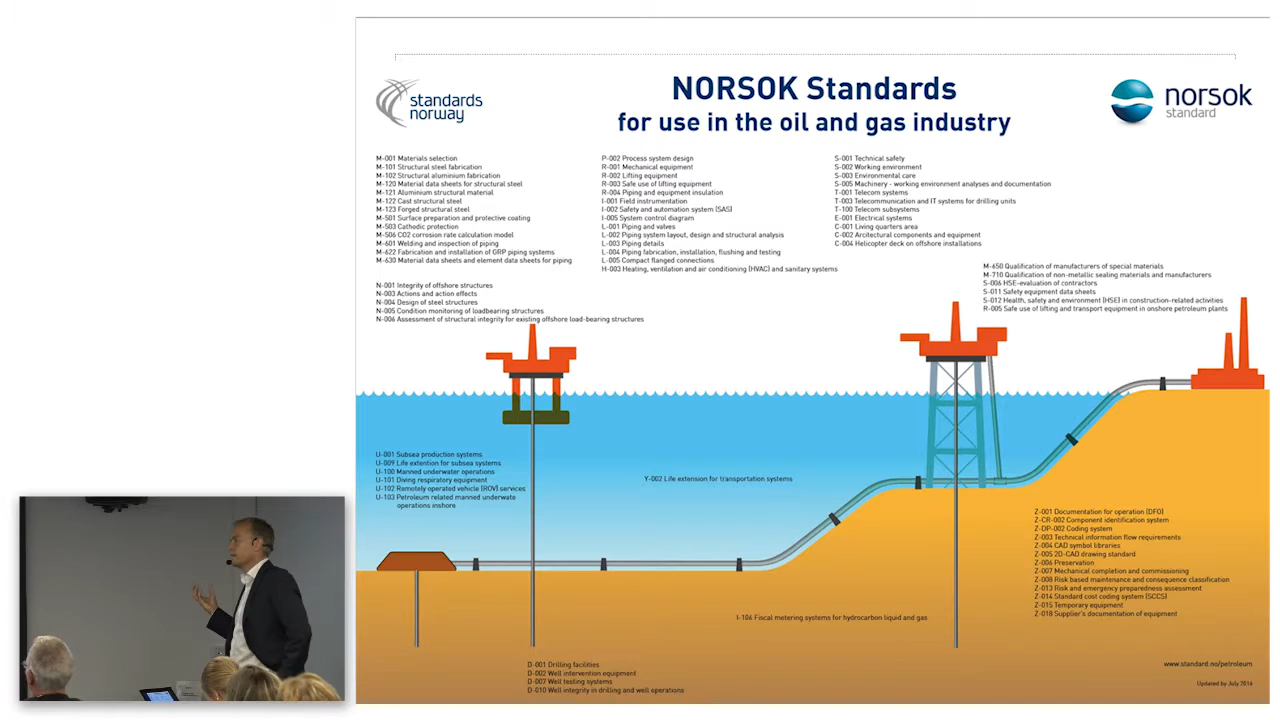 standards
norway
NORSOK Standards
for use in the oil and gas industry
norsok
standard
M-001 Materials selection
M-101 Structural steel fabrication
M-102 Structural aluminium fabrication
M-120 Material data sheets for structural steel
M-121 Aluminium structural material
M-122 Cast structural steel
M-123 Forged structural steel
M-501 Surface preparation and protective coating
M-503 Cathodic protection
M-506 CO2 corrosion rate calculation model
M-601 Welding and inspection of piping
M-622 Fabrication and installation of GRP piping systems
M-630 Material data sheets and element data sheets for piping
N-001 Integrity of offshore structures
N-003 Actions and action effects
N-004 Design of steel structures
N-005 Condition monitoring of loadbearing structures
N-006 Assessment of structural integrity for existing offshore load-bearing structures
P-002 Process system design
R-001 Mechanical equipment
R-002 Lifting equipment
R-003 Safe use of lifting equipment
R-004 Piping and equipment insulation
I-001 Field instrumentation
I-002 Safety and automation system (SAS)
I-005 System control diagram
L-001 Piping and valves
L-002 Piping system layout, design and structural analysis
L-003 Piping details
L-004 Piping fabrication, installation, flushing and testing
L-005 Compact flanged connections
H-003 Heating, ventilation and air conditioning (HVAC) and sanitary systems
S-001 Technical safety
S-002 Working environment
S-003 Environmental care
S-005 Machinery - working environment analyses and documentation
T-001 Telecom systems
T-003 Telecommunication and IT systems for drilling units
T-100 Telecom subsystems
E-001 Electrical systems
C-001 Living quarters area
C-002 Arcitectural components and equipment
C-004 Helicopter deck on offshore installations
M-650 Qualification of manufacturers of special materials
M-710 Qualification of non-metallic sealing materials and manufacturers
S-006 HSE-evaluation of contractors
S-011 Safety equipment data sheets
S-012 Health, safety and environment (HSE) in construction-related activities
R-005 Safe use of lifting and transport equipment in onshore petroleum plants
U-001 Subsea production systems
U-009 Life extention for subsea systems
U-100 Manned underwater operations
U-101 Diving respiratory equipment
U-102 Remotely operated vehicle (ROV) services
U-103 Petroleum related manned underwate
operations inshore
Y-002 Life extension for transportation systems
Z-001 Documentation for operation (DFO)
Z-CR-002 Component identification system
Z-DP-002 Coding system
Z-003 Technical information flow requirements
Z-004 CAD symbol libraries
Z-005 2D-CAD drawing standard
Z-006 Preservation
Z-007 Mechanical completion and commissioning
Z-008 Risk based maintenance and consequence classification
Z-013 Risk and emergency preparedness assessment
Z-014 Standard cost coding system (SCCS)
Z-015 Temporary equipment
Z-018 Supplier's documentation of equipment
I-106 Fiscal metering systems for hydrocarbon liquid and gas
D-001 Drilling facilities
D-002 Well intervention equipment
D-007 Well testing systems
D-010 Well integrity in drilling and well operations
www.standard.no/petroleum
Updated by July 2016